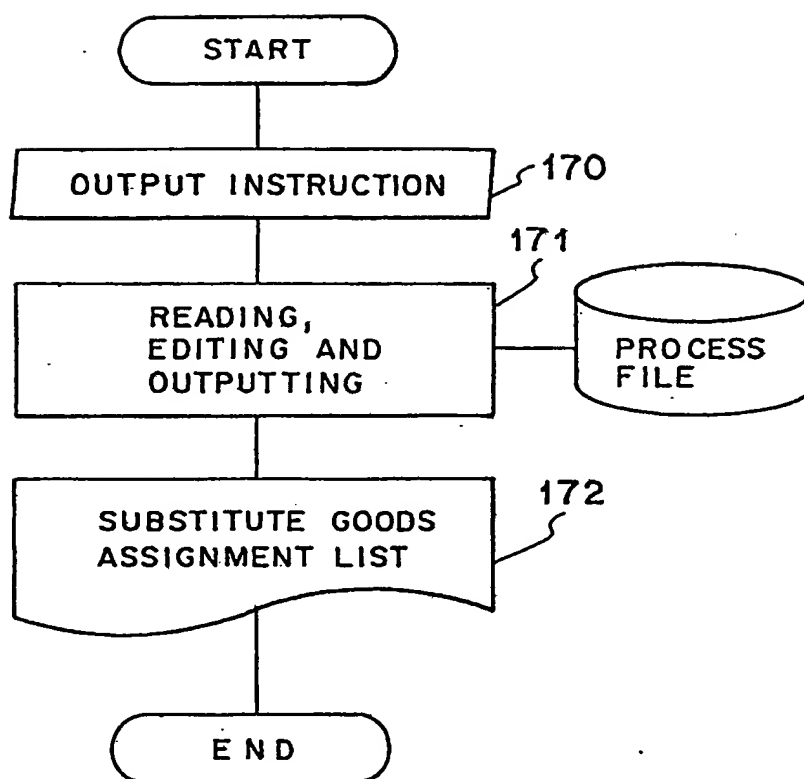 START
OUTPUT INSTRUCTION
170
171
READING,
EDITING AND
OUTPUTTING
PROCESS
FILE
172
SUBSTITUTE GOODS
ASSIGNMENT LIST
END